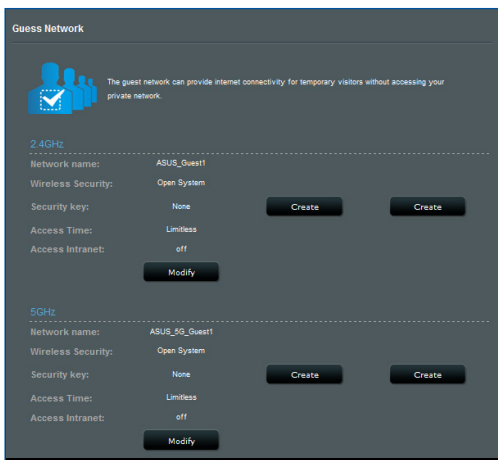 Guess Network
The guest network can provide internet connectivity for temporary visitors without accessing your
private network.
2.4GHz
Network name: ASUS_Guest1
Wireless Security: Open System
Security key: None Create Create
Access Time: Limitless
Access Intranet: off
Modify
5GHz
Network name: ASUS_5G_Guest1
Wireless Security: Open System
Security key: None Create Create
Access Time: Limitless
Access Intranet: off
Modify